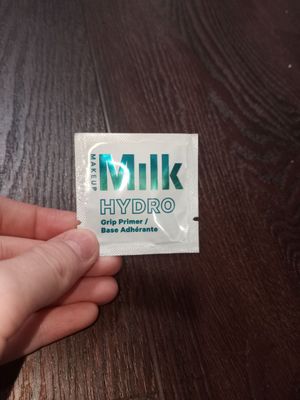 MAKEUP
Milk
HYDRO
Grip Primer /
Base Adhérante